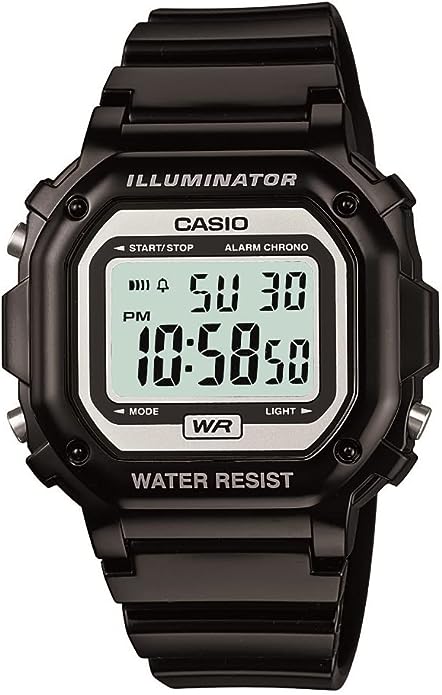 ILLUMINATOR
CASIO
START/STOP ALARM CHRONO
SU 30
PM
10:58 50
MODE LIGHT
WR
WATER RESIST